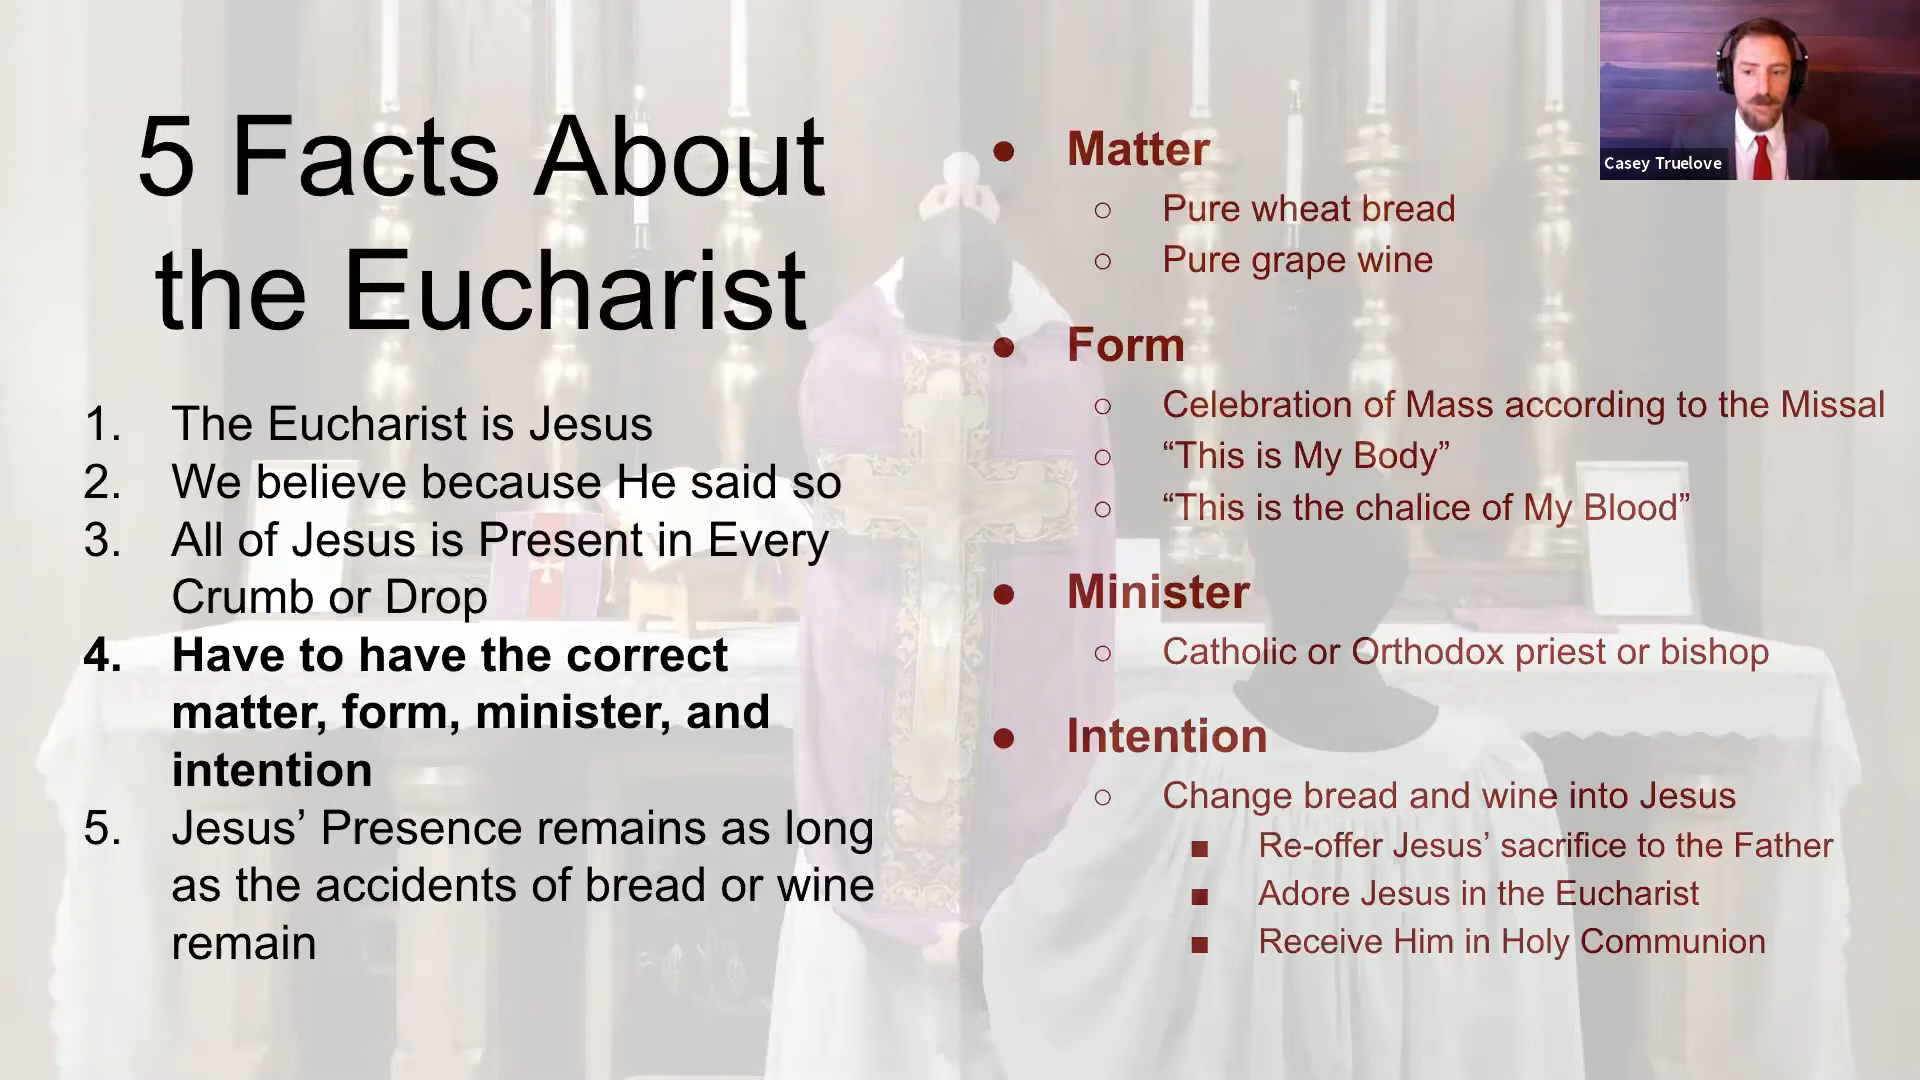 5 Facts About
the Eucharist
1. The Eucharist is Jesus
2. We believe because He said so
3. All of Jesus is Present in Every
Crumb or Drop
4. Have to have the correct
matter, form, minister, and
intention
5. Jesus’ Presence remains as long
as the accidents of bread or wine
remain
● Matter
○ Pure wheat bread
○ Pure grape wine
● Form
○ Celebration of Mass according to the Missal
○ “This is My Body”
○ “This is the chalice of My Blood”
● Minister
○ Catholic or Orthodox priest or bishop
● Intention
○ Change bread and wine into Jesus
■ Re-offer Jesus’ sacrifice to the Father
■ Adore Jesus in the Eucharist
■ Receive Him in Holy Communion
Casey Truelove